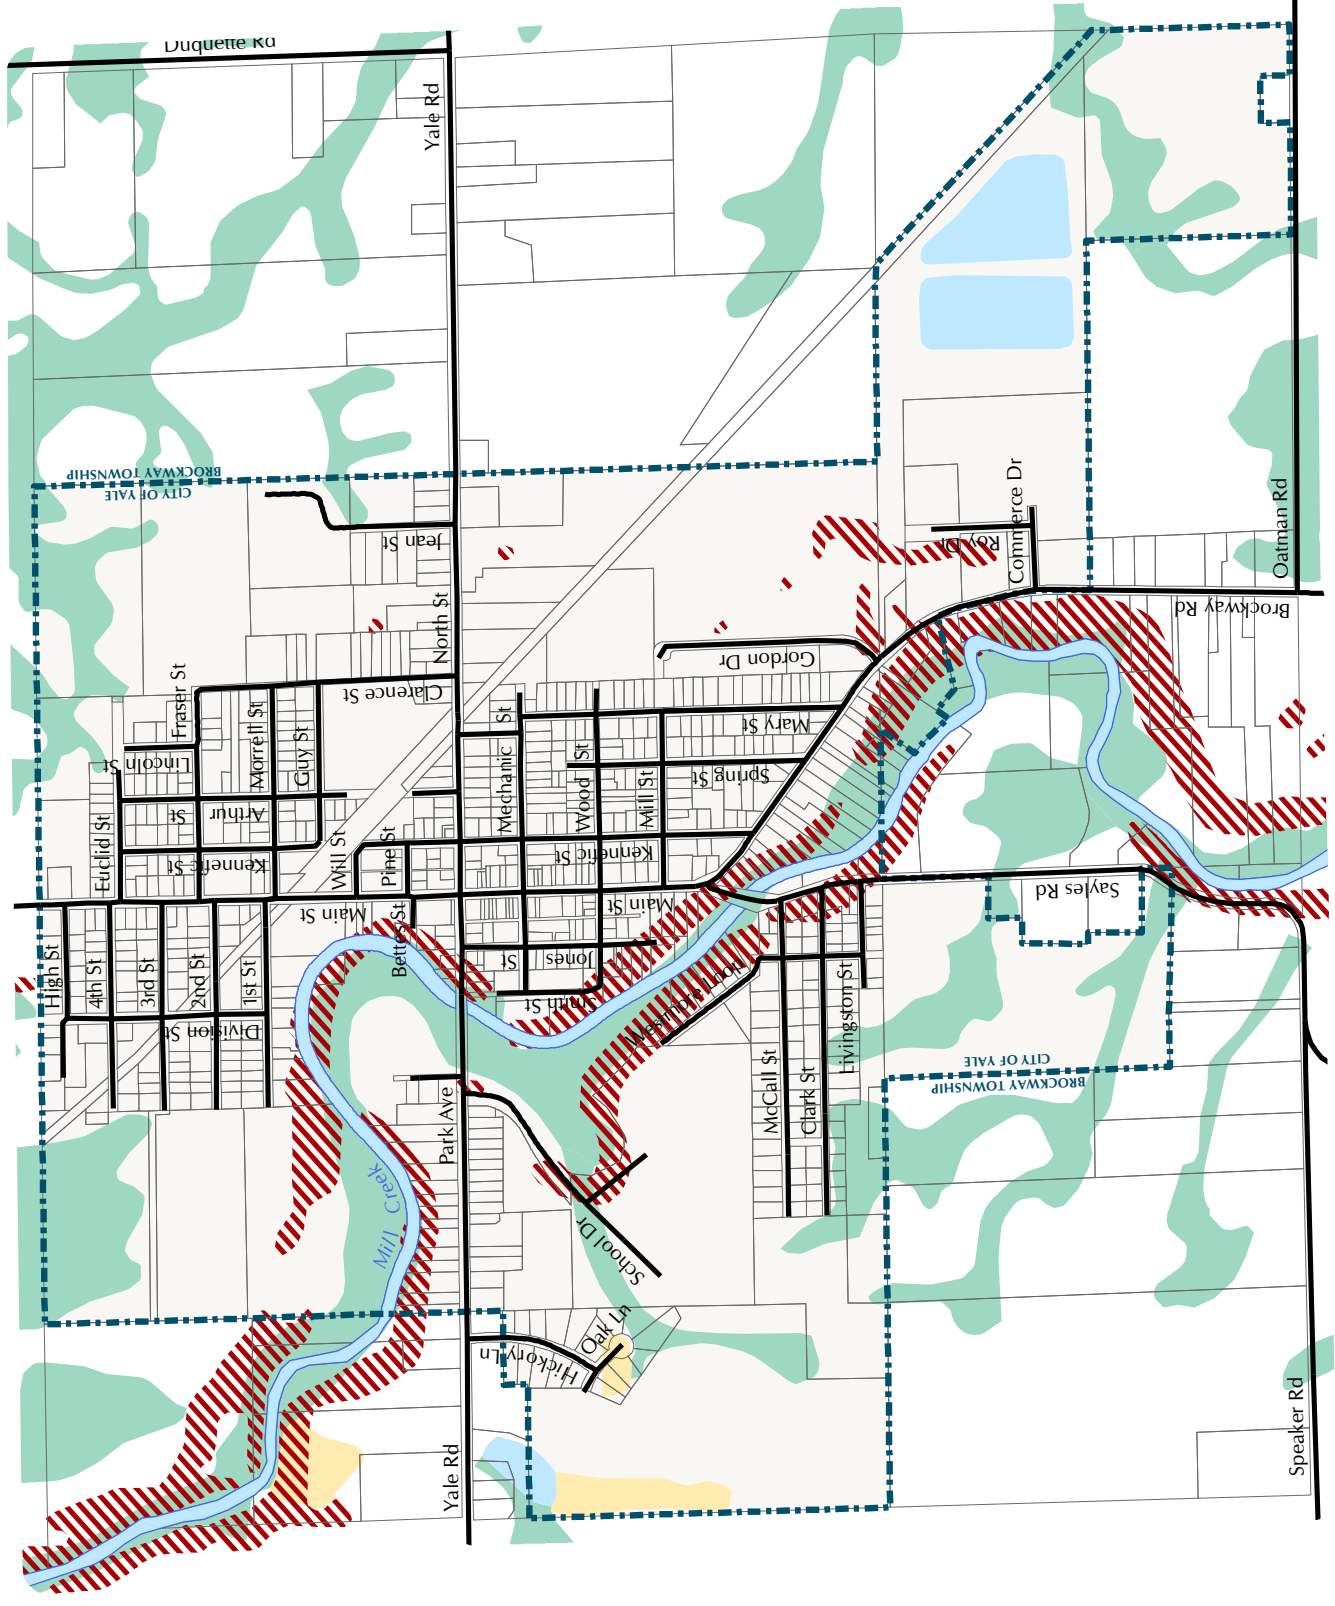 Duquette Rd
Yale Rd
BROCKWAY TOWNSHIP
CITY OF YALE
Jean St
Commerce Dr
Roy Dr
Oatman Rd
Brockway Rd
North St
Gordon Dr
Fraser St
Clarence St
Morrell St
Guy St
Mechanic St
Mary St
Lincoln St
Wood St
Mill St
Spring St
Arthur St
Euclid St
Kennefic St
Will St
Pine St
Kennefic St
Main St
Main St
Sayles Rd
Bettes St
High St
4th St
3rd St
2nd St
1st St
Jones St
Smith St
Division St
Westmore Loop
Livingston St
McCall St
Clark St
CITY OF YALE
BROCKWAY TOWNSHIP
Park Ave
Mill Creek
School Dr
Oak Ln
Hickory Ln
Yale Rd
Speaker Rd